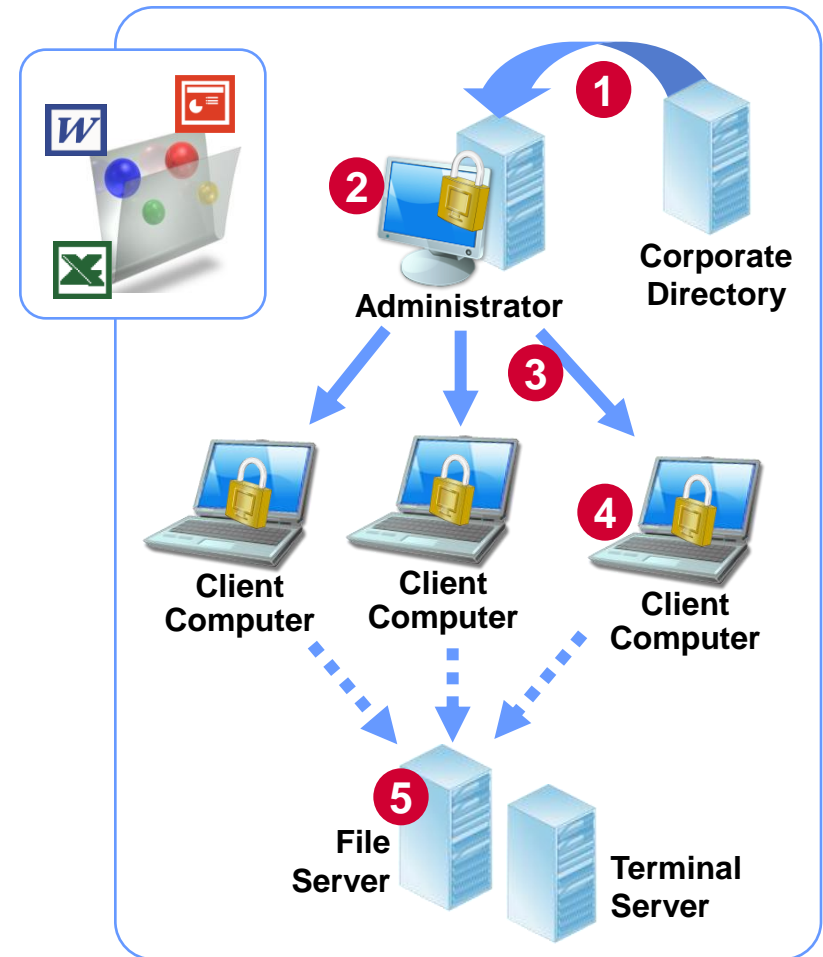 W
1
2
Corporate
Directory
Administrator
3
4
Client
Computer
Client
Computer
Client
Computer
5
File
Server
Terminal
Server